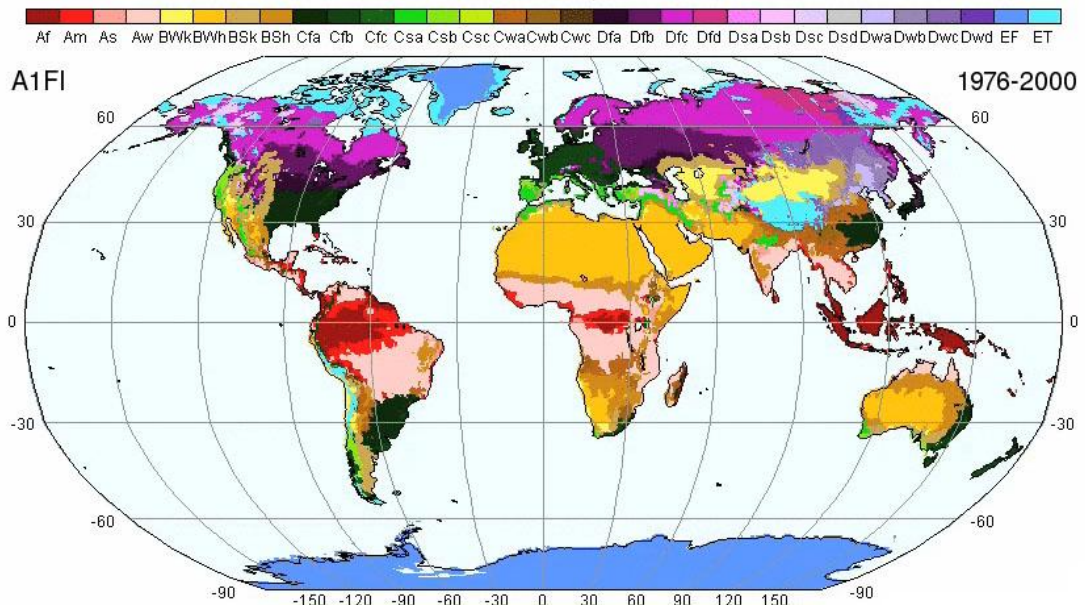 Af Am As Aw BWk BWh BSk BSh Cfa Cfb Cfc Csa Csb Csc Cwa Cwb Cwc Dfa Dfb Dfc Dfd Dsa Dsb Dsc Dsd Dwa Dwb Dwc Dwd EF ET
A1FI 1976-2000
60 60
30 30
0 0
-30 -30
-60 -60
-90 -150 -120 -90 -60 -30 0 30 60 90 120 150 -90